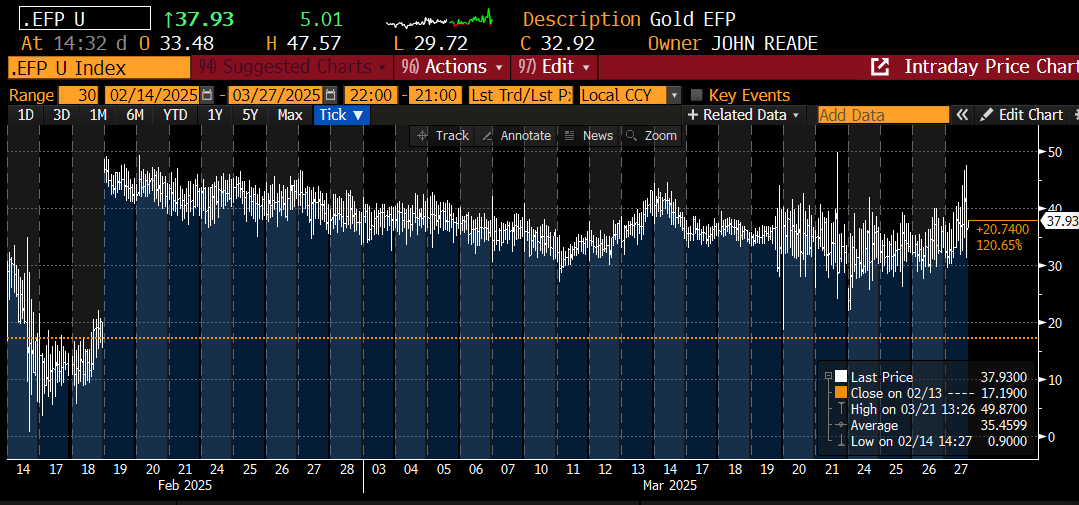 .EFP U ↑37.93 5.01 Description Gold EFP
At 14:32 d O 33.48 H 47.57 L 29.72 C 32.92 Owner JOHN READE
.EFP U Index 94) Suggested Charts 96) Actions 97) Edit Intraday Price Chart
Range 30 02/14/2025 - 03/27/2025 22:00 - 21:00 Lst Trd/Lst Px Local CCY Key Events
1D 3D 1M 6M YTD 1Y 5Y Max Tick ▼ + Related Data Add Data « Edit Chart
Track Annotate News Zoom
50
40
37.93
+20.7400
120.65%
30
20
10
0
Last Price 37.9300
Close on 02/13 ---- 17.1900
High on 03/21 13:26 49.8700
Average 35.4599
Low on 02/14 14:27 0.9000
14 17 18 19 20 21 24 25 26 27 28 03 04 05 06 07 10 11 12 13 14 17 18 19 20 21 24 25 26 27
Feb 2025 Mar 2025